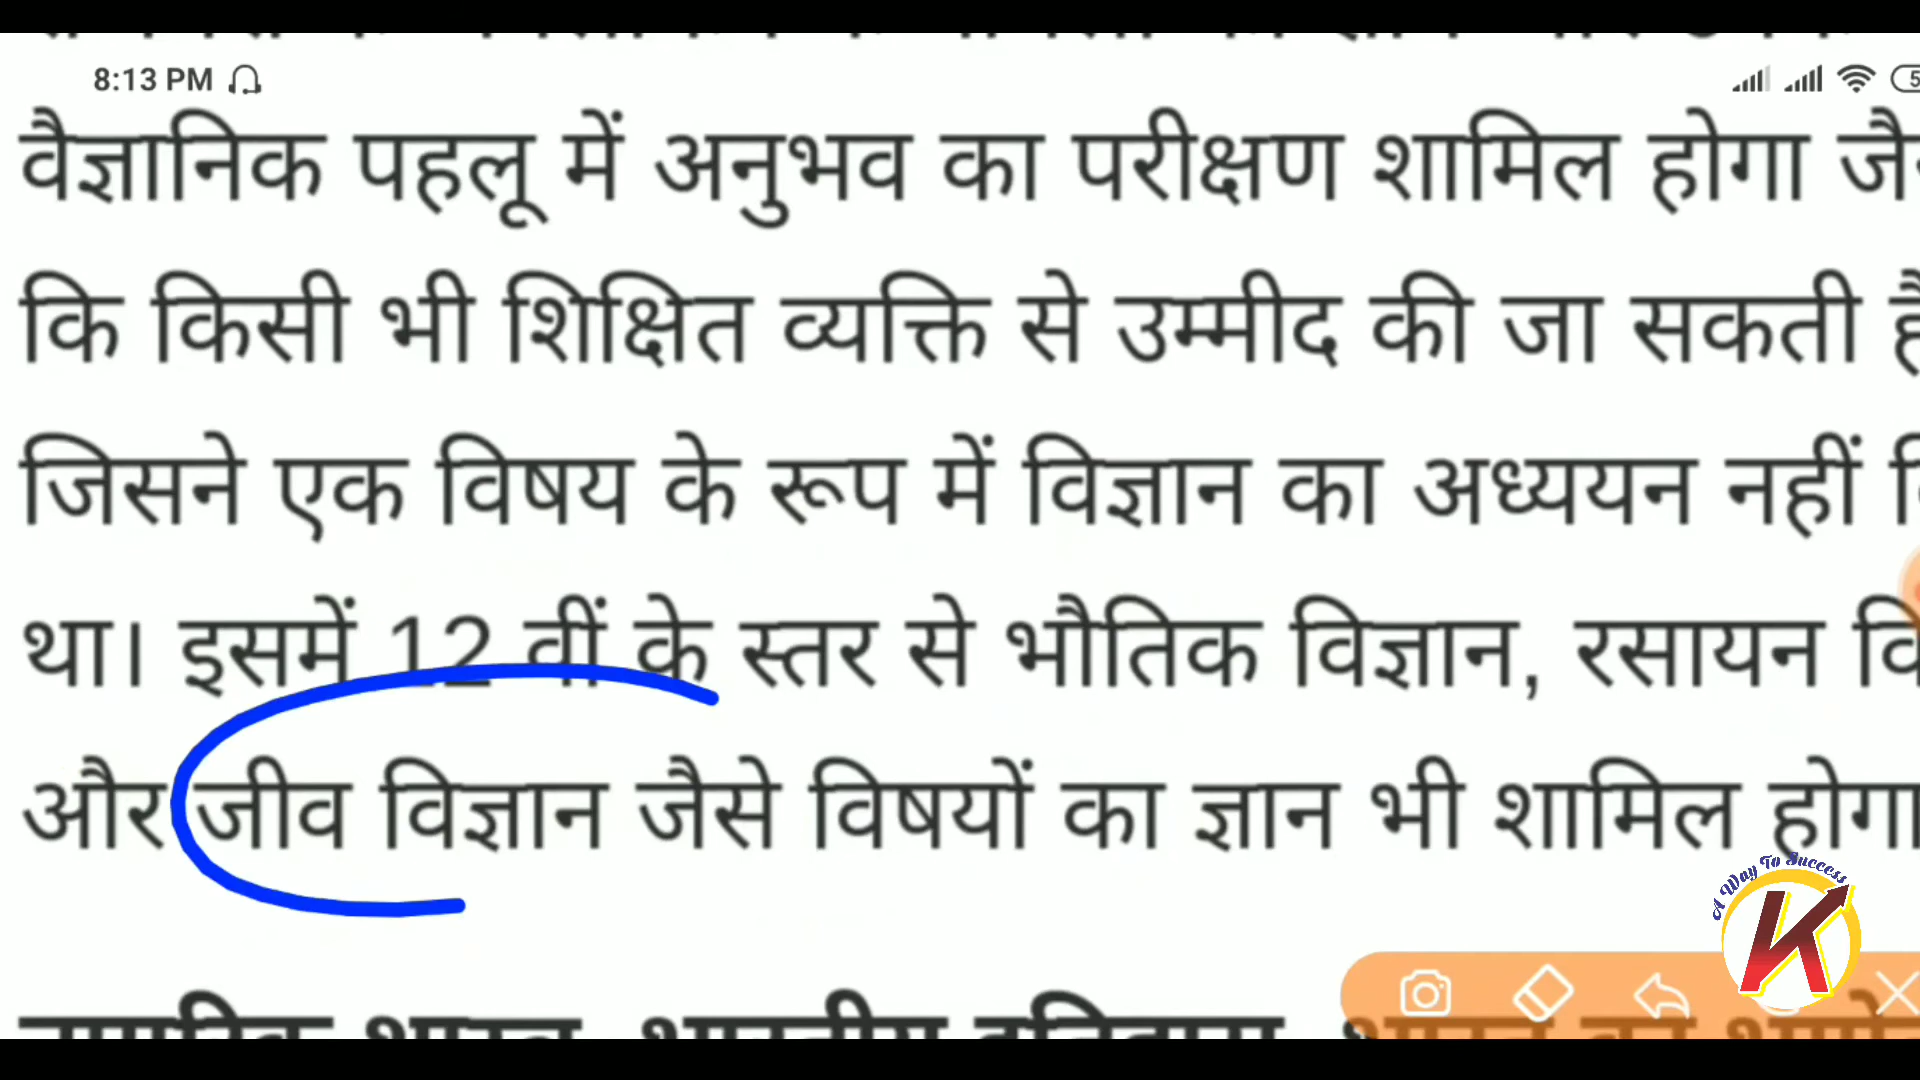 8:13 PM
वैज्ञानिक पहलू में अनुभव का परीक्षण शामिल होगा
कि किसी भी शिक्षित व्यक्ति से उम्मीद की जा सकती
जिसने एक विषय के रूप में विज्ञान का अध्ययन नहीं
था। इसमें 12 वीं के स्तर से भौतिक विज्ञान, रसायन
और जीव विज्ञान जैसे विषयों का ज्ञान भी शामिल होगा
A Way To Success
K